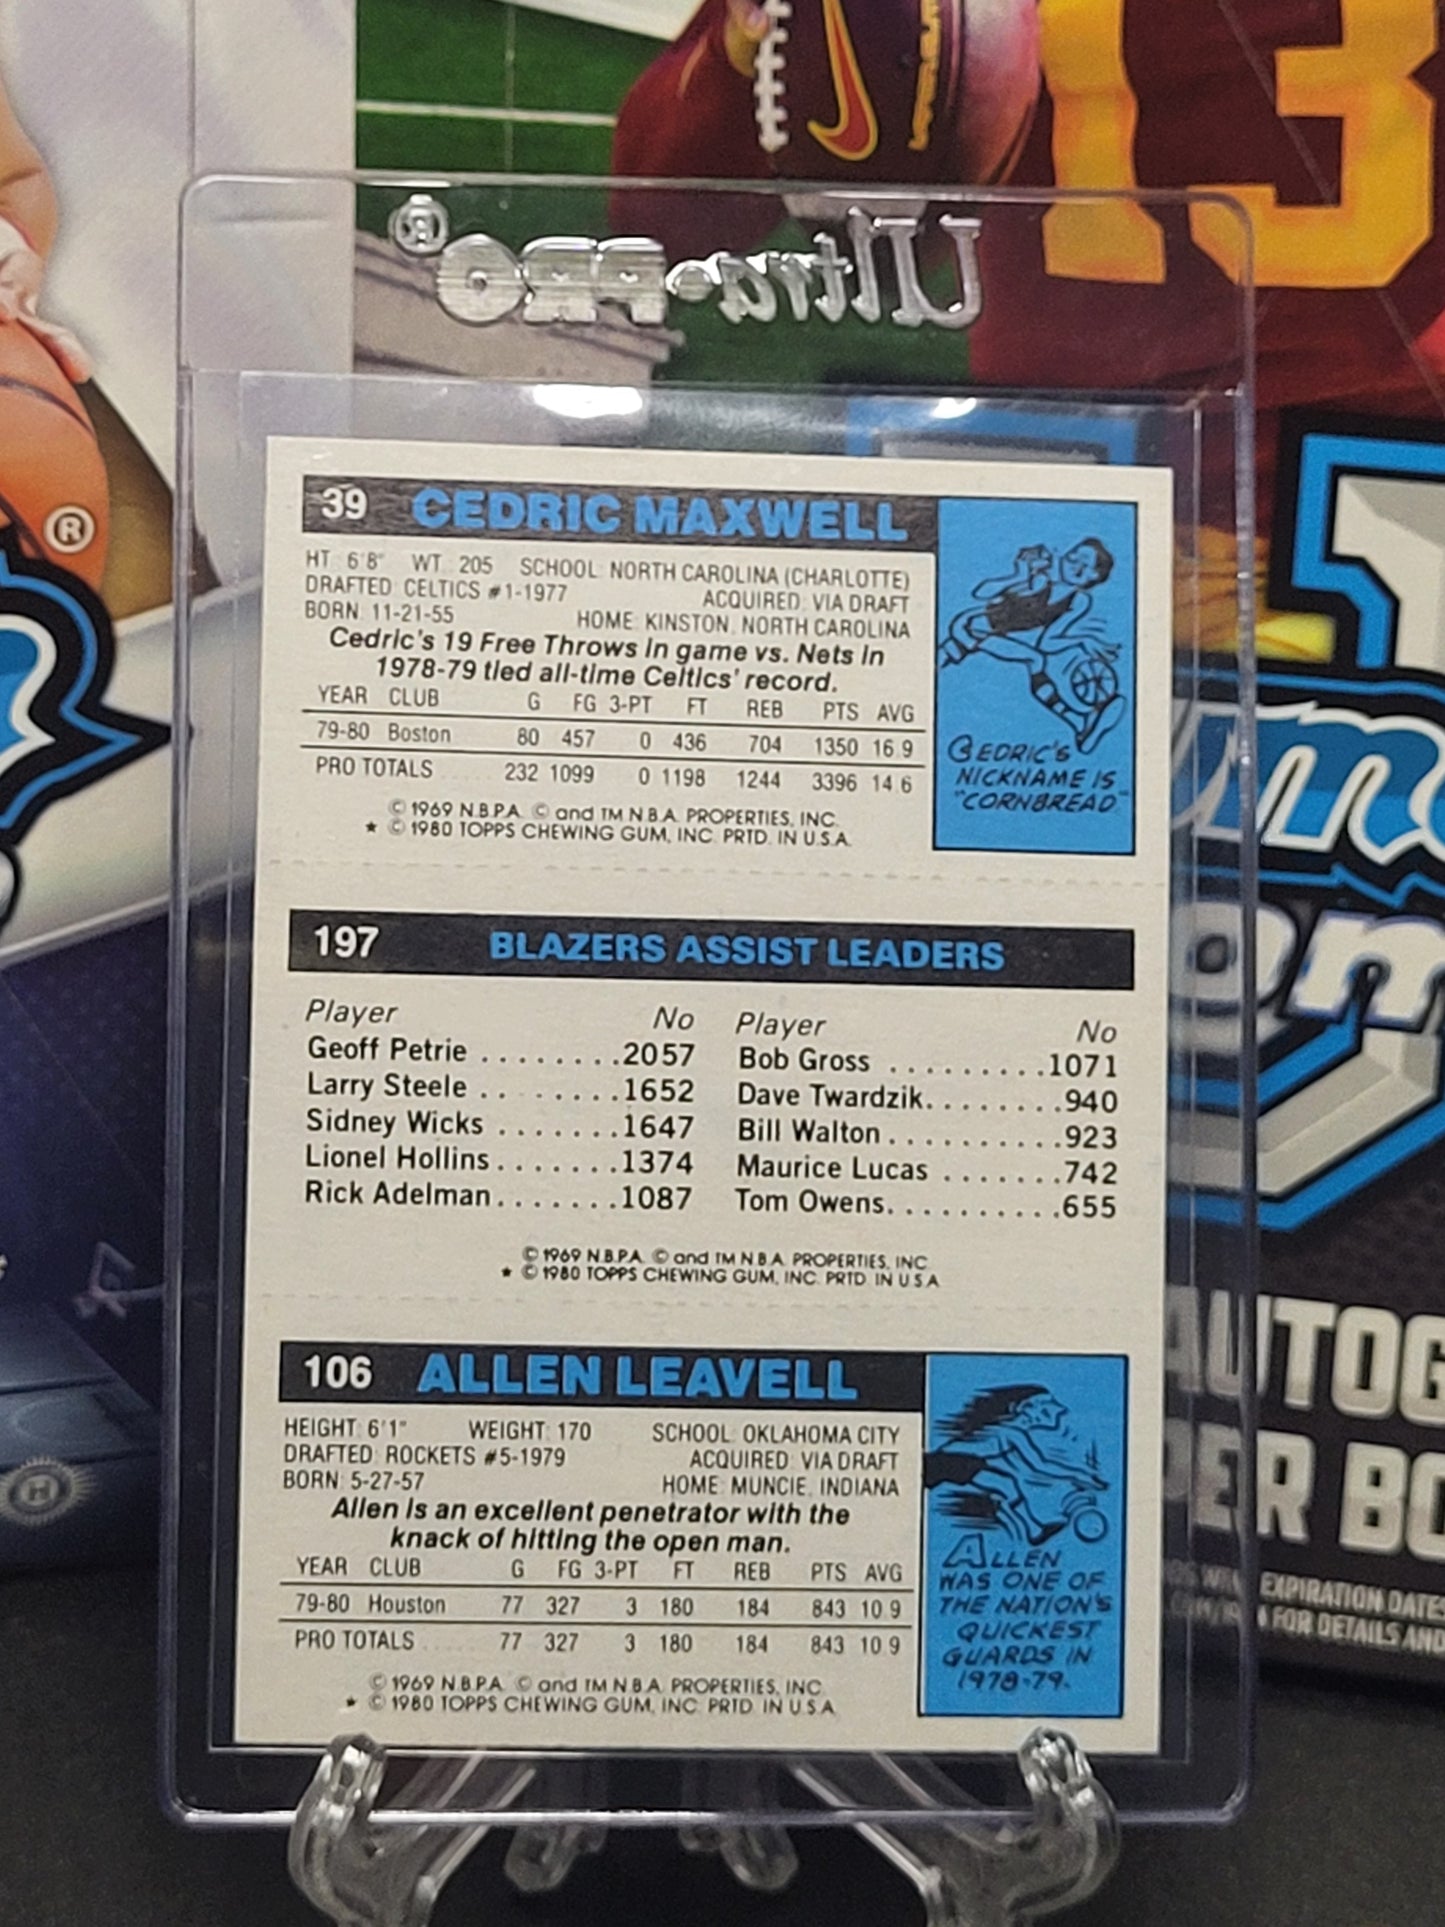 Ultra•PRO®
13
®
39 CEDRIC MAXWELL
HT: 6'8" WT: 205 SCHOOL: NORTH CAROLINA (CHARLOTTE)
DRAFTED: CELTICS #1-1977 ACQUIRED: VIA DRAFT
BORN: 11-21-55 HOME: KINSTON, NORTH CAROLINA
Cedric's 19 Free Throws in game vs. Nets in
1978-79 tied all-time Celtics' record.
YEAR CLUB G FG 3-PT FT REB PTS AVG
79-80 Boston 80 457 0 436 704 1350 16.9
PRO TOTALS ..... 232 1099 0 1198 1244 3396 14.6
© 1969 N.B.P.A. © and TM N.B.A. PROPERTIES, INC.
★ © 1980 TOPPS CHEWING GUM, INC. PRTD. IN U.S.A.
CEDRIC'S
NICKNAME IS
"CORNBREAD"
197 BLAZERS ASSIST LEADERS
Player No Player No
Geoff Petrie ........2057 Bob Gross .........1071
Larry Steele ........1652 Dave Twardzik........940
Sidney Wicks .......1647 Bill Walton..........923
Lionel Hollins.......1374 Maurice Lucas .......742
Rick Adelman.......1087 Tom Owens..........655
© 1969 N.B.P.A. © and TM N.B.A. PROPERTIES, INC.
★ © 1980 TOPPS CHEWING GUM, INC. PRTD. IN U.S.A.
106 ALLEN LEAVELL
HEIGHT: 6'1" WEIGHT: 170 SCHOOL: OKLAHOMA CITY
DRAFTED: ROCKETS #5-1979 ACQUIRED: VIA DRAFT
BORN: 5-27-57 HOME: MUNCIE, INDIANA
Allen is an excellent penetrator with the
knack of hitting the open man.
YEAR CLUB G FG 3-PT FT REB PTS AVG
79-80 Houston 77 327 3 180 184 843 10.9
PRO TOTALS ..... 77 327 3 180 184 843 10.9
© 1969 N.B.P.A. © and TM N.B.A. PROPERTIES, INC.
★ © 1980 TOPPS CHEWING GUM, INC. PRTD. IN U.S.A.
ALLEN
WAS ONE OF
THE NATION'S
QUICKEST
GUARDS IN
1978-79.
AUTOG
PER BO
EXPIRATION DATES
FOR DETAILS AND